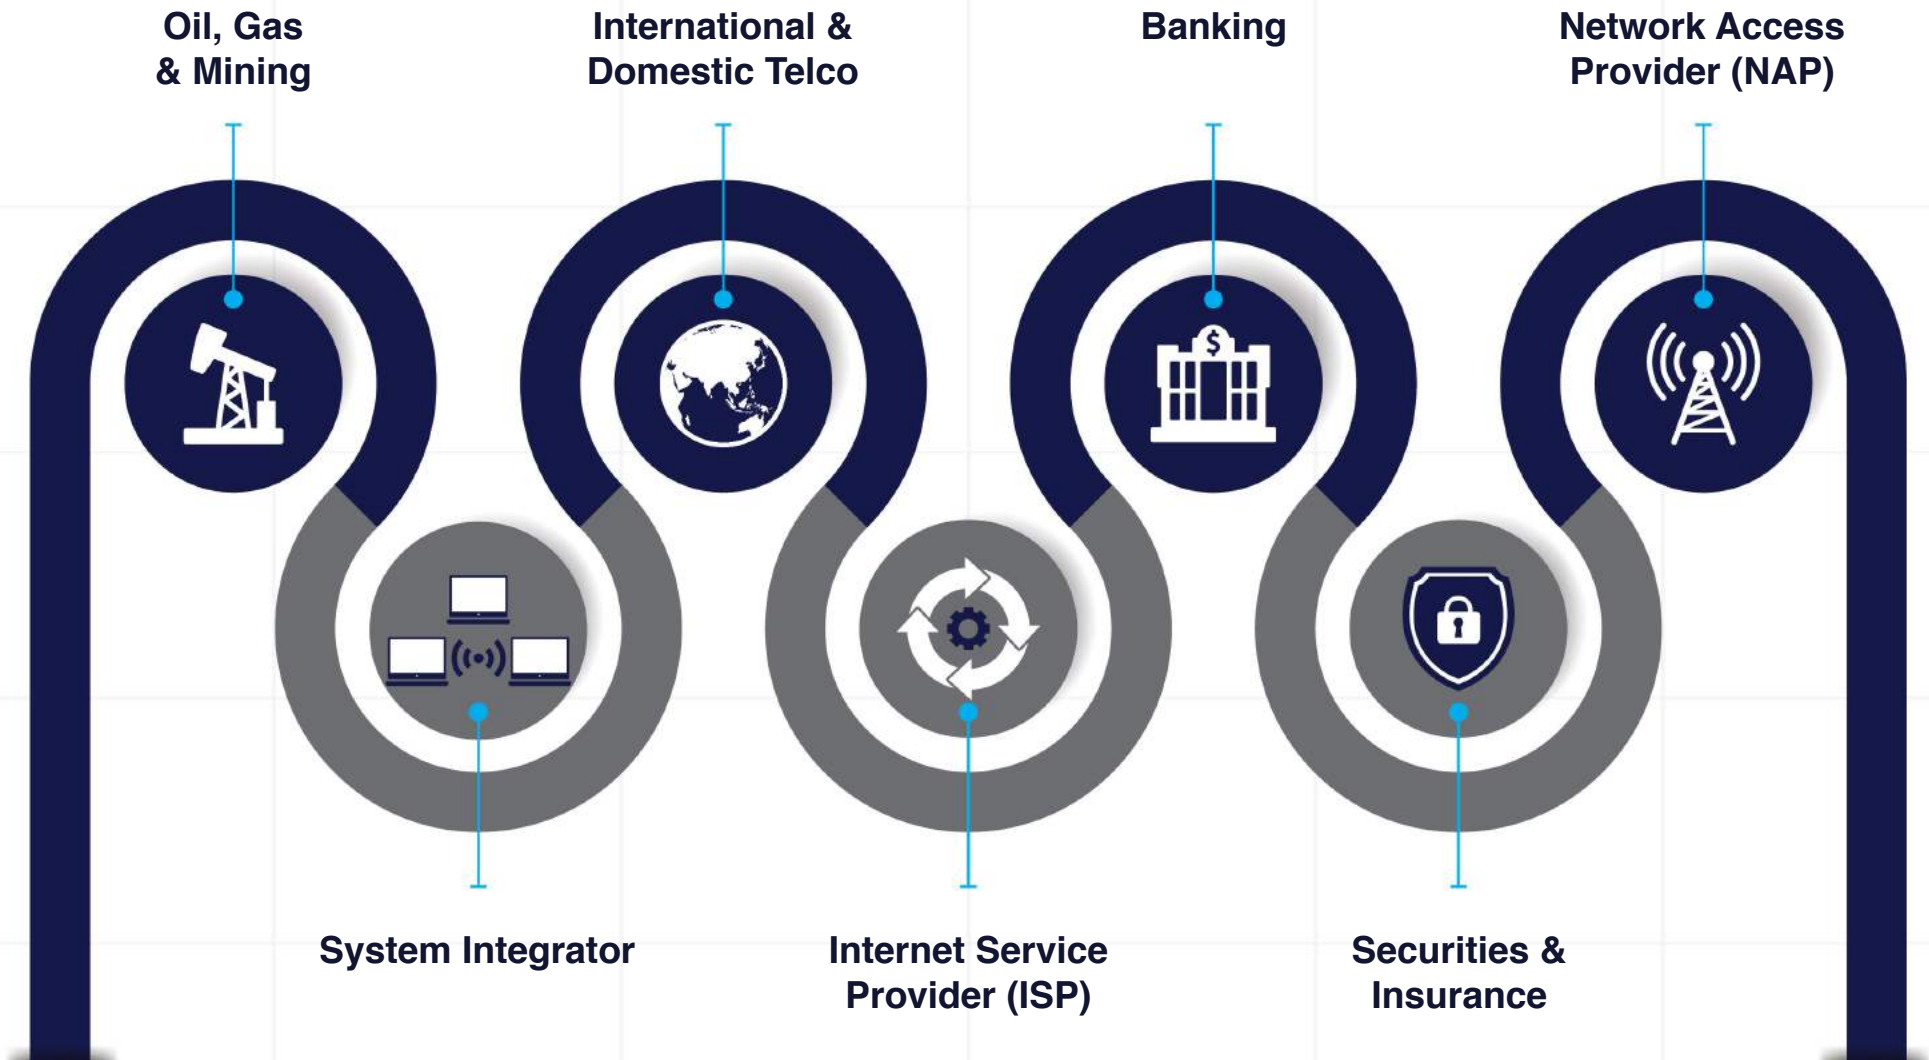 Oil, Gas
& Mining
International &
Domestic Telco
Banking
Network Access
Provider (NAP)
$
System Integrator
Internet Service
Provider (ISP)
Securities &
Insurance